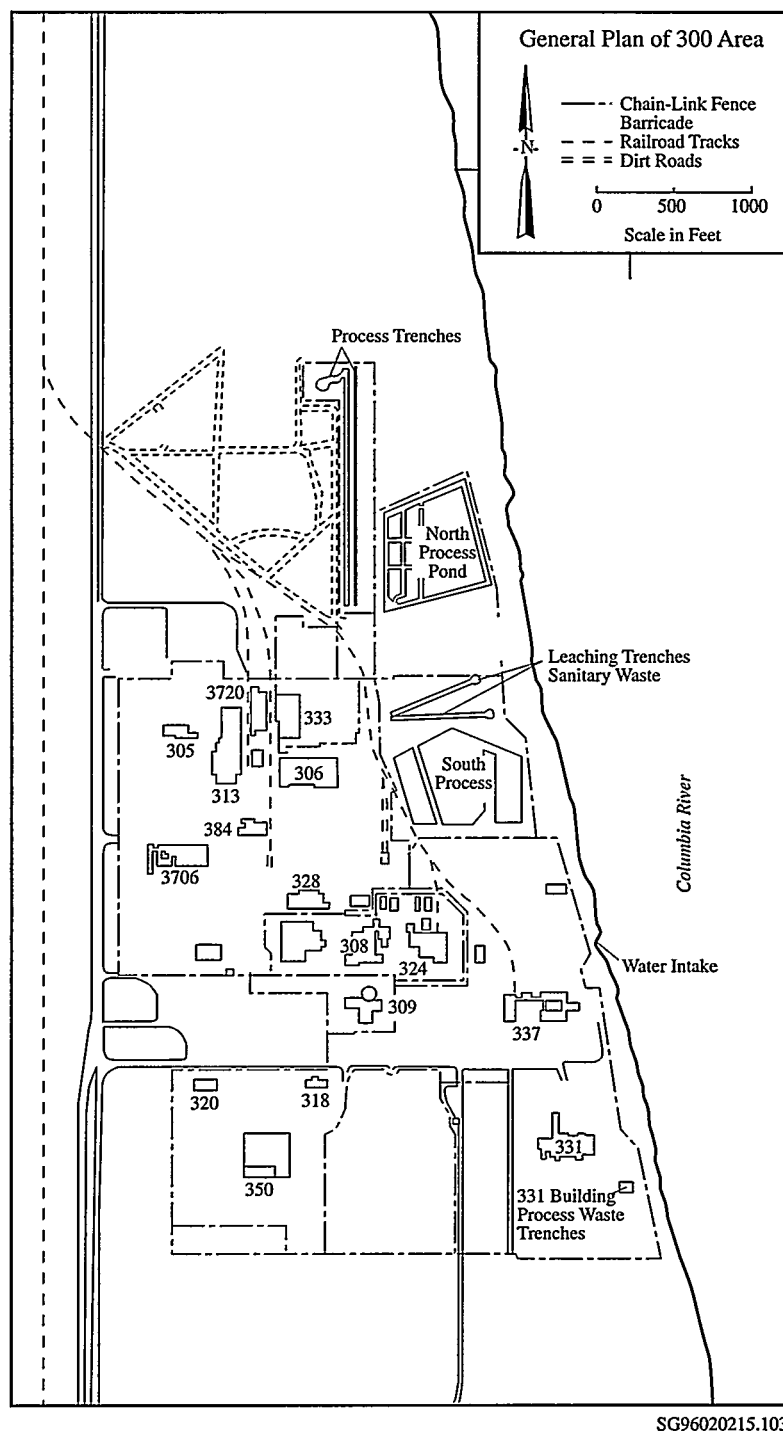 General Plan of 300 Area
N
Chain-Link Fence
Barricade
Railroad Tracks
Dirt Roads
0 500 1000
Scale in Feet
Process Trenches
North
Process
Pond
Leaching Trenches
Sanitary Waste
3720
333
305
South
Process
306
313
384
Columbia River
3706
328
308
324
Water Intake
309
337
320
318
331
350
331 Building
Process Waste
Trenches
SG96020215.103